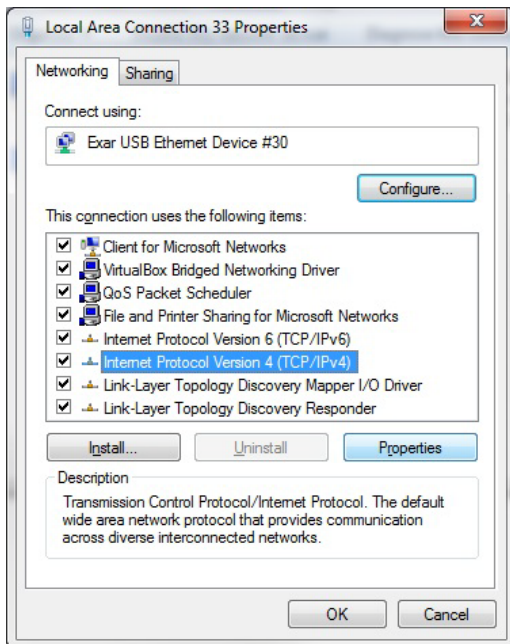 Local Area Connection 33 Properties
Networking
Sharing
Connect using:
Exar USB Ethernet Device #30
Configure...
This connection uses the following items:
Client for Microsoft Networks
VirtualBox Bridged Networking Driver
QoS Packet Scheduler
File and Printer Sharing for Microsoft Networks
Internet Protocol Version 6 (TCP/IPv6)
Internet Protocol Version 4 (TCP/IPv4)
Link-Layer Topology Discovery Mapper I/O Driver
Link-Layer Topology Discovery Responder
Install...
Uninstall
Properties
Description
Transmission Control Protocol/Internet Protocol. The default
wide area network protocol that provides communication
across diverse interconnected networks.
OK
Cancel